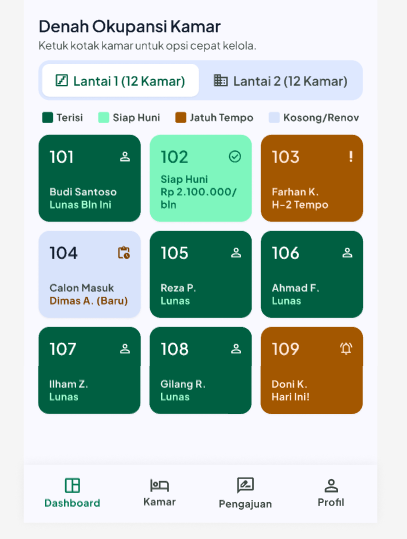 Denah Okupansi Kamar
Ketuk kotak kamar untuk opsi cepat kelola.
Lantai 1 (12 Kamar)
Lantai 2 (12 Kamar)
Terisi
Siap Huni
Jatuh Tempo
Kosong/Renov
101
Budi Santoso
Lunas Bln Ini
102
Siap Huni
Rp 2.100.000/
bln
103
!
Farhan K.
H-2 Tempo
104
Calon Masuk
Dimas A. (Baru)
105
Reza P.
Lunas
106
Ahmad F.
Lunas
107
Ilham Z.
Lunas
108
Gilang R.
Lunas
109
Doni K.
Hari Ini!
Dashboard
Kamar
Pengajuan
Profil